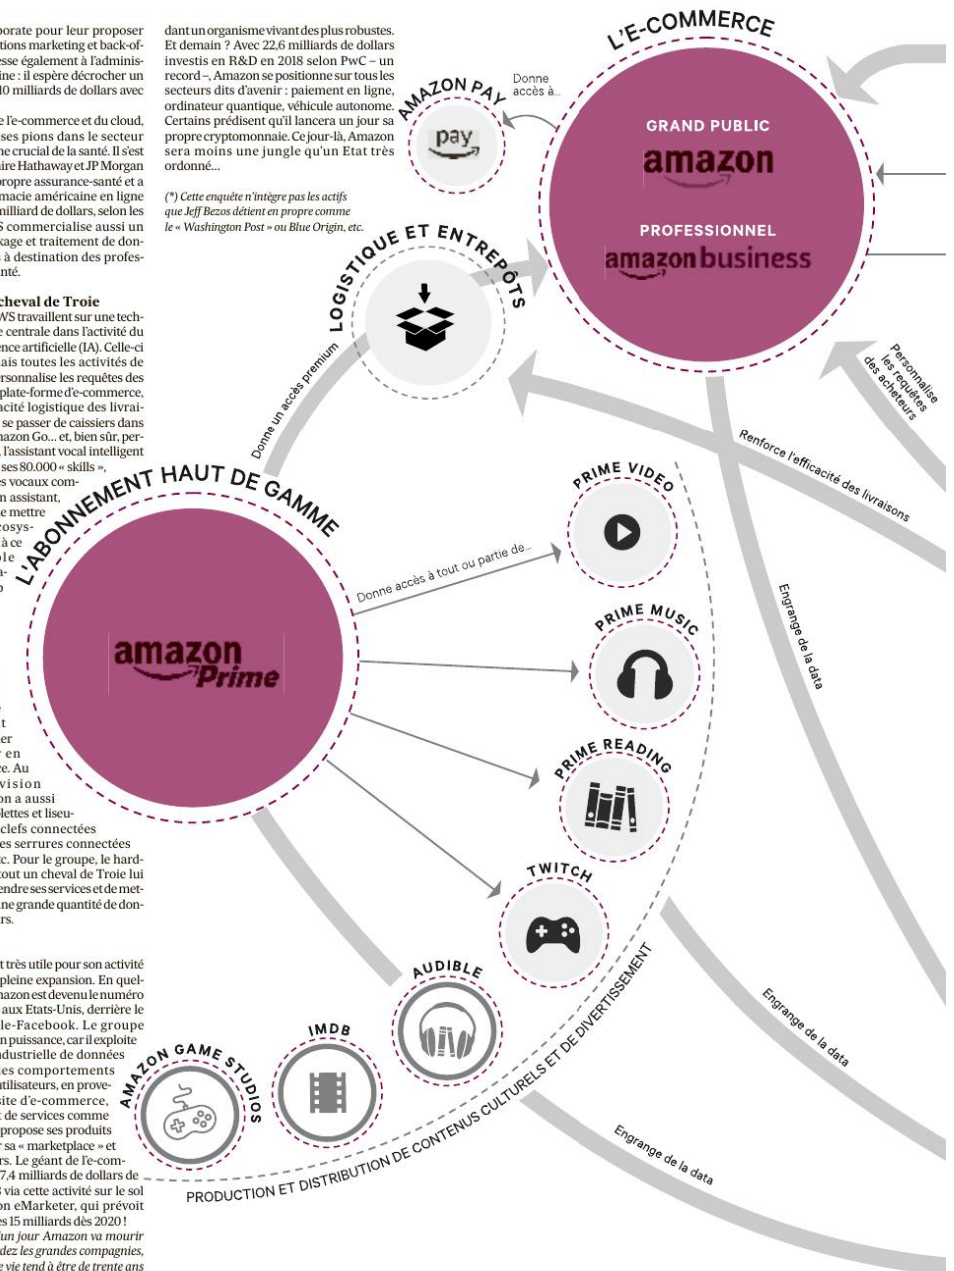 porate pour leur proposer
tions marketing et back-of-
esse également à l'adminis-
ine : il espère décrocher un
10 milliards de dollars avec
e l'e-commerce et du cloud,
ses pions dans le secteur
ne crucial de la santé. Il s'est
ire Hathaway et JP Morgan
propre assurance-santé et a
macie américaine en ligne
milliard de dollars, selon les
S commercialise aussi un
kage et traitement de don-
s à destination des profes-
anté.
cheval de Troie
WS travaillent sur une tech-
e centrale dans l'activité du
ence artificielle (IA). Celle-ci
nais toutes les activités de
ersonnalise les requêtes des
plate-forme d'e-commerce,
acité logistique des livrai-
se passer de caissiers dans
mazon Go... et, bien sûr, per-
, l'assistant vocal intelligent
ses 80.000 « skills »,
es vocaux com-
n assistant,
e mettre
cosys-
à ce
ole
a-
o
t
er
r en
ce. Au
vision
on a aussi
blettes et liseu-
clefs connectées
es serrures connectées
tc. Pour le groupe, le hard-
tout un cheval de Troie lui
endre ses services et de met-
une grande quantité de don-
rs.
t très utile pour son activité
pleine expansion. En quel-
mazon est devenu le numéro
aux Etats-Unis, derrière le
le-Facebook. Le groupe
n puissance, car il exploite
ndustrielle de données
les comportements
utilisateurs, en prove-
site d'e-commerce,
t de services comme
propose ses produits
r sa « marketplace » et
rs. Le géant de l'e-com-
7,4 milliards de dollars de
8 via cette activité sur le sol
on eMarketer, qui prévoit
es 15 milliards dès 2020 !
'un jour Amazon va mourir
dez les grandes compagnies,
e vie tend à être de trente ans
dant un organisme vivant des plus robustes.
Et demain ? Avec 22,6 milliards de dollars
investis en R&D en 2018 selon PwC – un
record –, Amazon se positionne sur tous les
secteurs dits d'avenir : paiement en ligne,
ordinateur quantique, véhicule autonome.
Certains prédisent qu'il lancera un jour sa
propre cryptomonnaie. Ce jour-là, Amazon
sera moins une jungle qu'un Etat très
ordonné...
(*) Cette enquête n'intègre pas les actifs
que Jeff Bezos détient en propre comme
le « Washington Post » ou Blue Origin, etc.
L'E-COMMERCE
GRAND PUBLIC
amazon
PROFESSIONNEL
amazon business
AMAZON PAY
pay
Donne
accès à...
LOGISTIQUE ET ENTREPÔTS
Donne un accès premium
Personnalise
les requêtes
des acheteurs
Renforce l'efficacité des livraisons
L'ABONNEMENT HAUT DE GAMME
amazon
Prime
Donne accès à tout ou partie de...
PRIME VIDEO
PRIME MUSIC
PRIME READING
TWITCH
AUDIBLE
IMDB
AMAZON GAME STUDIOS
PRODUCTION ET DISTRIBUTION DE CONTENUS CULTURELS ET DE DIVERTISSEMENT
Engrange de la data
Engrange de la data
Engrange de la data